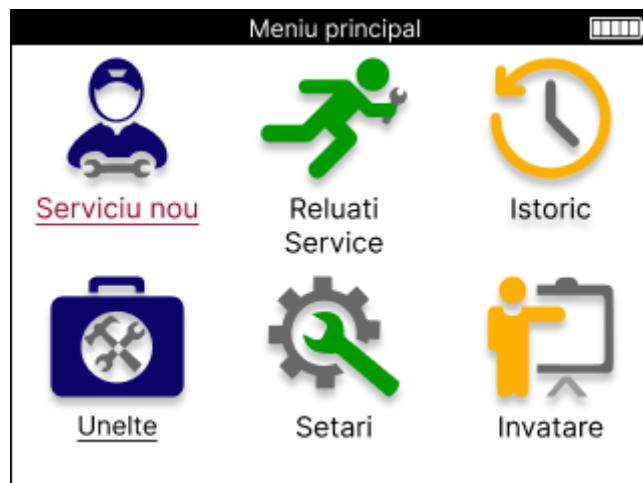 Meniu principal
Serviciu nou
Reluati
Service
Istoric
Unelte
Setari
Invatare